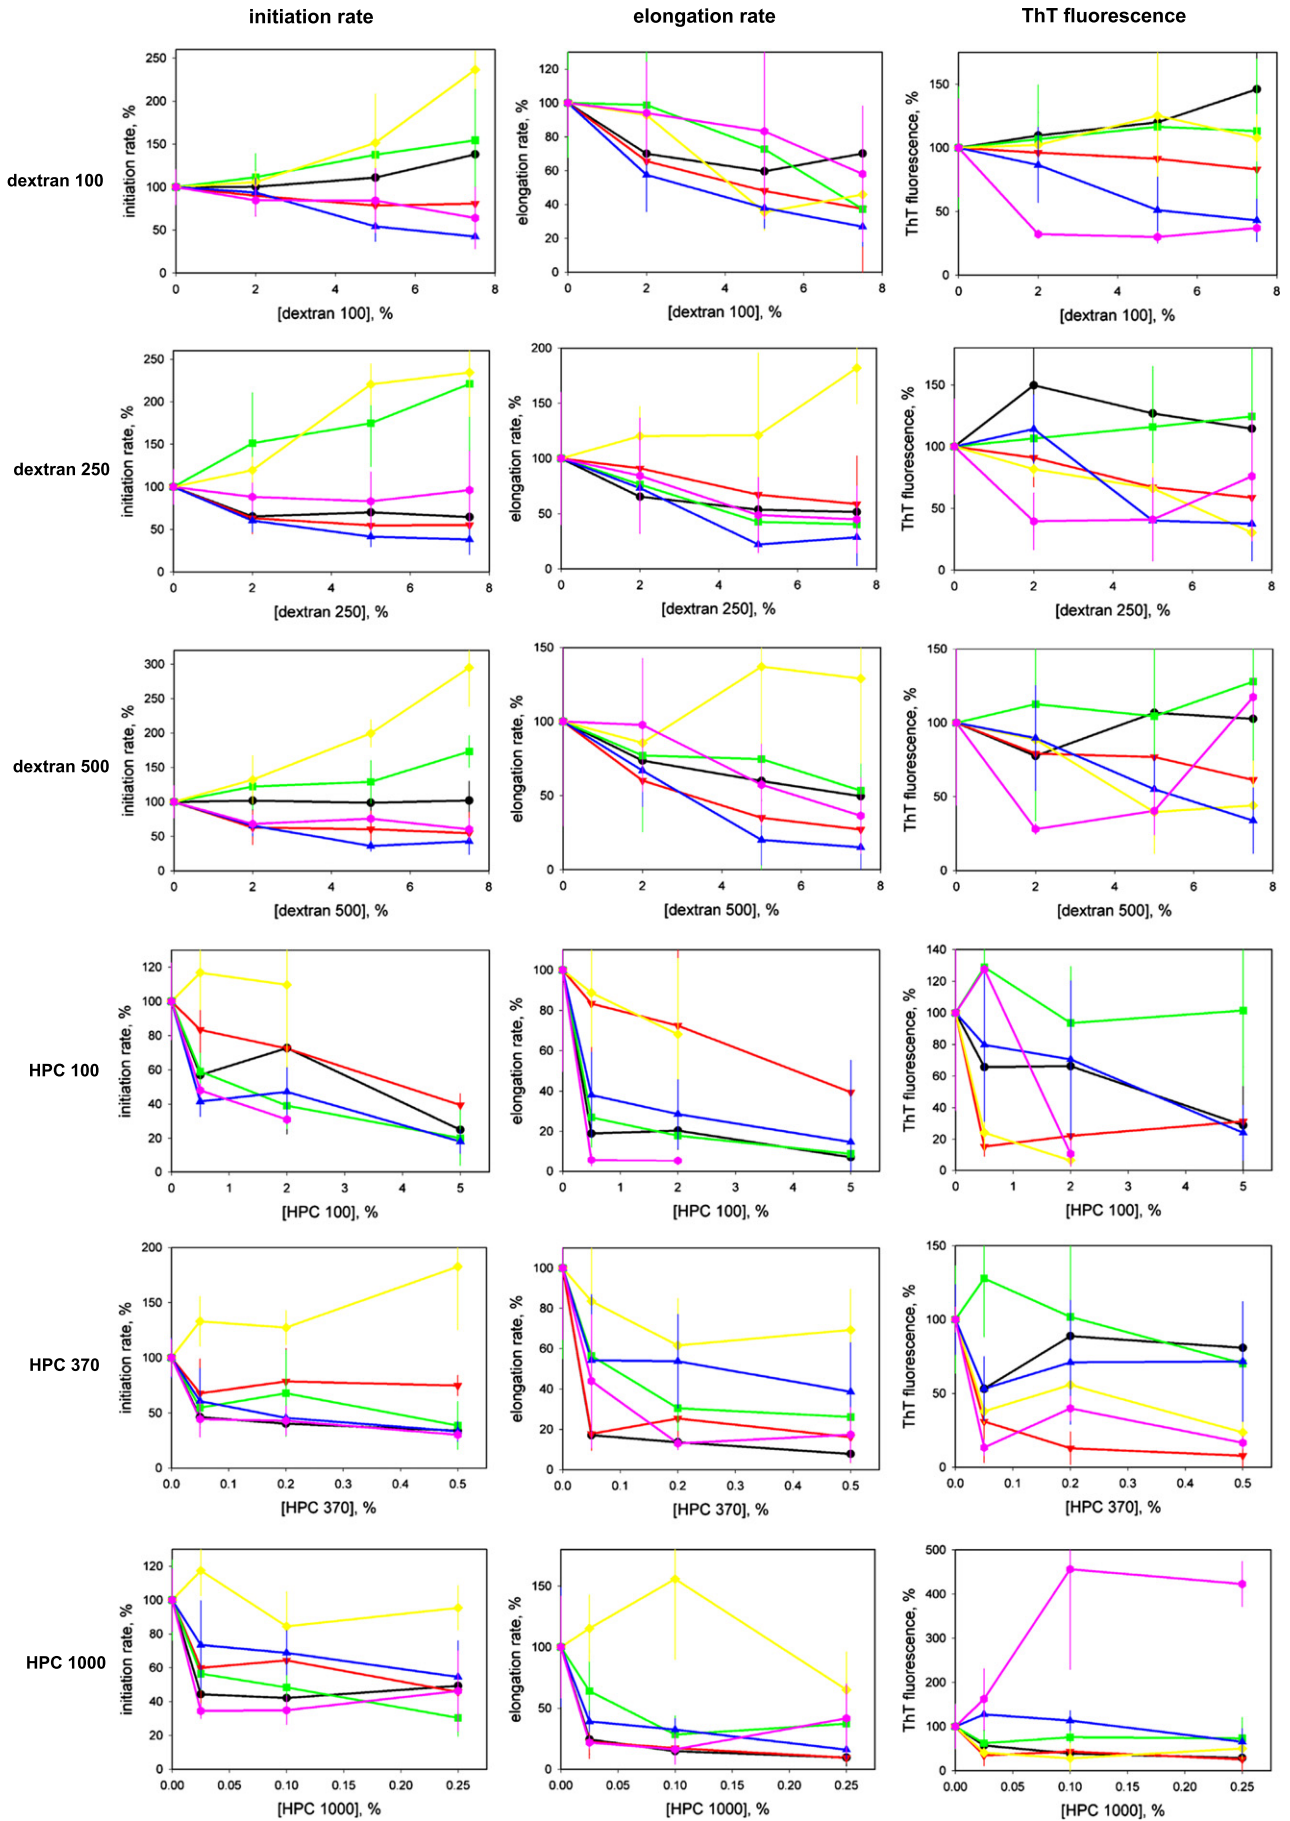 initiation rate elongation rate ThT fluorescence
dextran 100
initiation rate, %
250
200
150
100
50
0
0 2 4 6 8
[dextran 100], %
elongation rate, %
120
100
80
60
40
20
0
0 2 4 6 8
[dextran 100], %
ThT fluorescence, %
150
100
50
0
0 2 4 6 8
[dextran 100], %
dextran 250
initiation rate, %
250
200
150
100
50
0
0 2 4 6 8
[dextran 250], %
elongation rate, %
200
150
100
50
0
0 2 4 6 8
[dextran 250], %
ThT fluorescence, %
150
100
50
0
0 2 4 6 8
[dextran 250], %
dextran 500
initiation rate, %
300
250
200
150
100
50
0
0 2 4 6 8
[dextran 500], %
elongation rate, %
150
100
50
0
0 2 4 6 8
[dextran 500], %
ThT fluorescence, %
150
100
50
0
0 2 4 6 8
[dextran 500], %
HPC 100
initiation rate, %
120
100
80
60
40
20
0
0 1 2 3 4 5
[HPC 100], %
elongation rate, %
100
80
60
40
20
0
0 1 2 3 4 5
[HPC 100], %
ThT fluorescence, %
140
120
100
80
60
40
20
0
0 1 2 3 4 5
[HPC 100], %
HPC 370
initiation rate, %
200
150
100
50
0
0.0 0.1 0.2 0.3 0.4 0.5
[HPC 370], %
elongation rate, %
100
80
60
40
20
0
0.0 0.1 0.2 0.3 0.4 0.5
[HPC 370], %
ThT fluorescence, %
150
100
50
0
0.0 0.1 0.2 0.3 0.4 0.5
[HPC 370], %
HPC 1000
initiation rate, %
120
100
80
60
40
20
0
0.00 0.05 0.10 0.15 0.20 0.25
[HPC 1000], %
elongation rate, %
150
100
50
0
0.00 0.05 0.10 0.15 0.20 0.25
[HPC 1000], %
ThT fluorescence, %
500
400
300
200
100
0
0.00 0.05 0.10 0.15 0.20 0.25
[HPC 1000], %